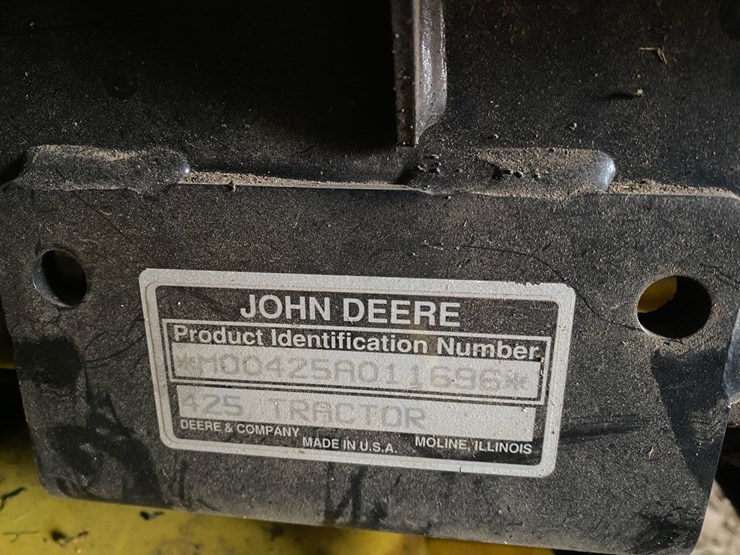 JOHN DEERE
Product Identification Number
*M00425A011696*
425 TRACTOR
DEERE & COMPANY MADE IN U.S.A. MOLINE, ILLINOIS